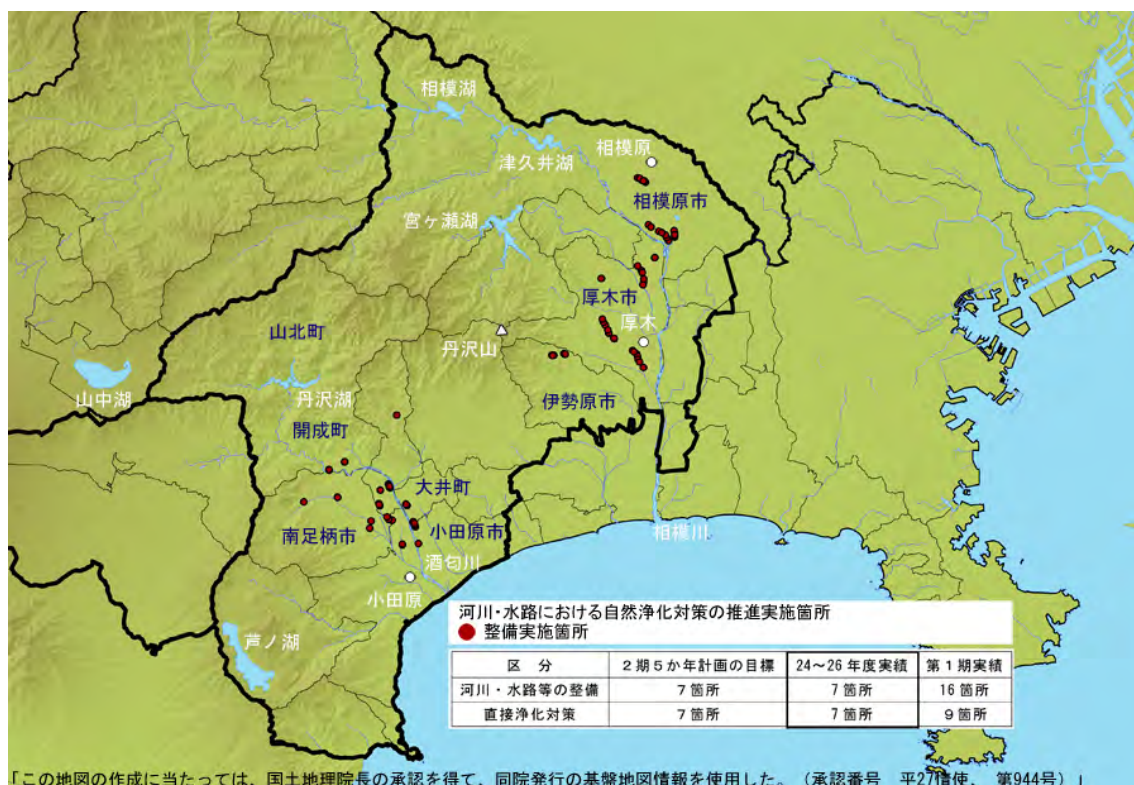 相模湖
相模原
津久井湖
相模原市
宮ヶ瀬湖
厚木市
山北町
厚木
丹沢山
山中湖
丹沢湖
伊勢原市
開成町
大井町
南足柄市
小田原市
相模川
酒匂川
小田原
芦ノ湖
河川・水路における自然浄化対策の推進実施箇所
整備実施箇所
区 分 2期5か年計画の目標 24～26年度実績 第1期実績
河川・水路等の整備 7箇所 7箇所 16箇所
直接浄化対策 7箇所 7箇所 9箇所
「この地図の作成に当たっては、国土地理院長の承認を得て、同院発行の基盤地図情報を使用した。（承認番号 平27情使、 第944号）」